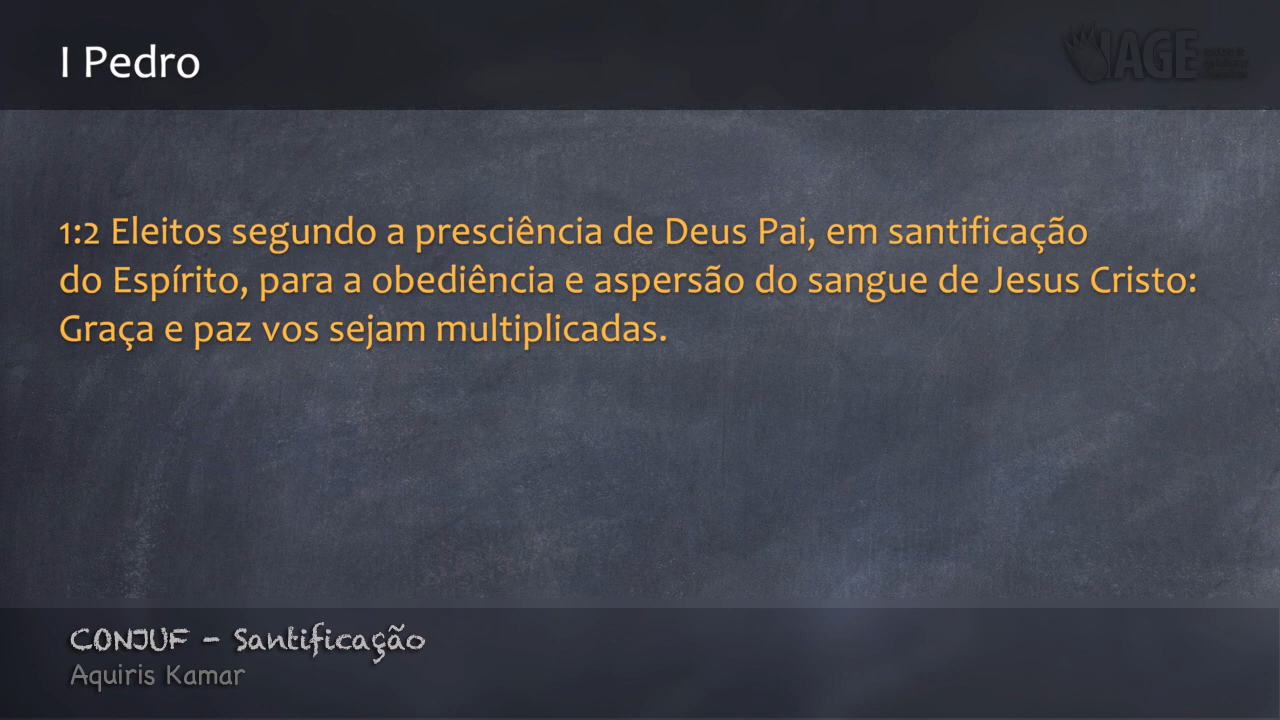 I Pedro
IAGE
1:2 Eleitos segundo a presciência de Deus Pai, em santificação
do Espírito, para a obediência e aspersão do sangue de Jesus Cristo:
Graça e paz vos sejam multiplicadas.
CONJUF - Santificação
Aquiris Kamar